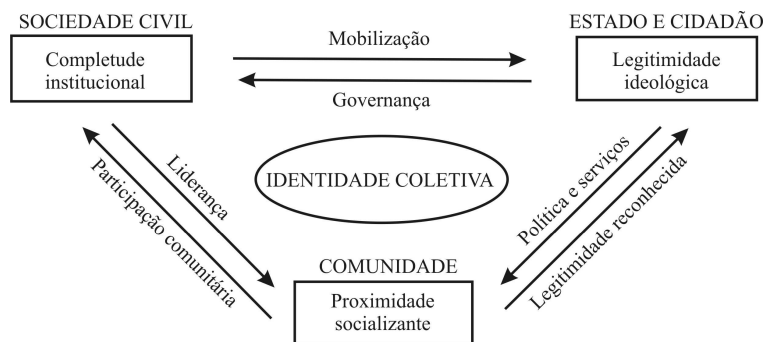 SOCIEDADE CIVIL
ESTADO E CIDADÃO
Completude
institucional
Mobilização
Governança
Legitimidade
ideológica
Liderança
Participação comunitária
IDENTIDADE COLETIVA
Política e serviços
Legitimidade reconhecida
COMUNIDADE
Proximidade
socializante